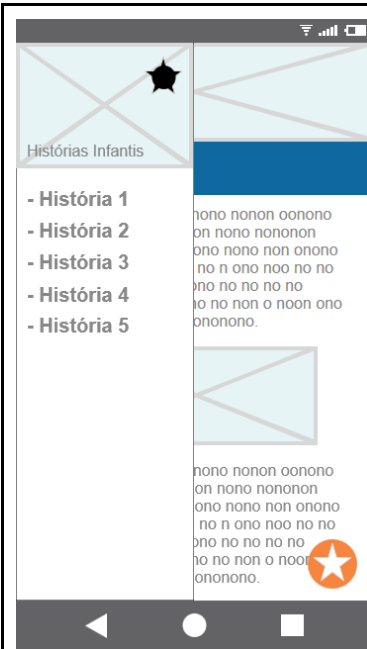 Histórias Infantis
- História 1
- História 2
- História 3
- História 4
- História 5
nono nonon oonono
on nono nononon
ono nono non onono
no n ono noo no no
ono no no no no
no no non o noon ono
ononono.
nono nonon oonono
on nono nononon
ono nono non onono
no n ono noo no no
ono no no no no
no no non o noon
ononono.